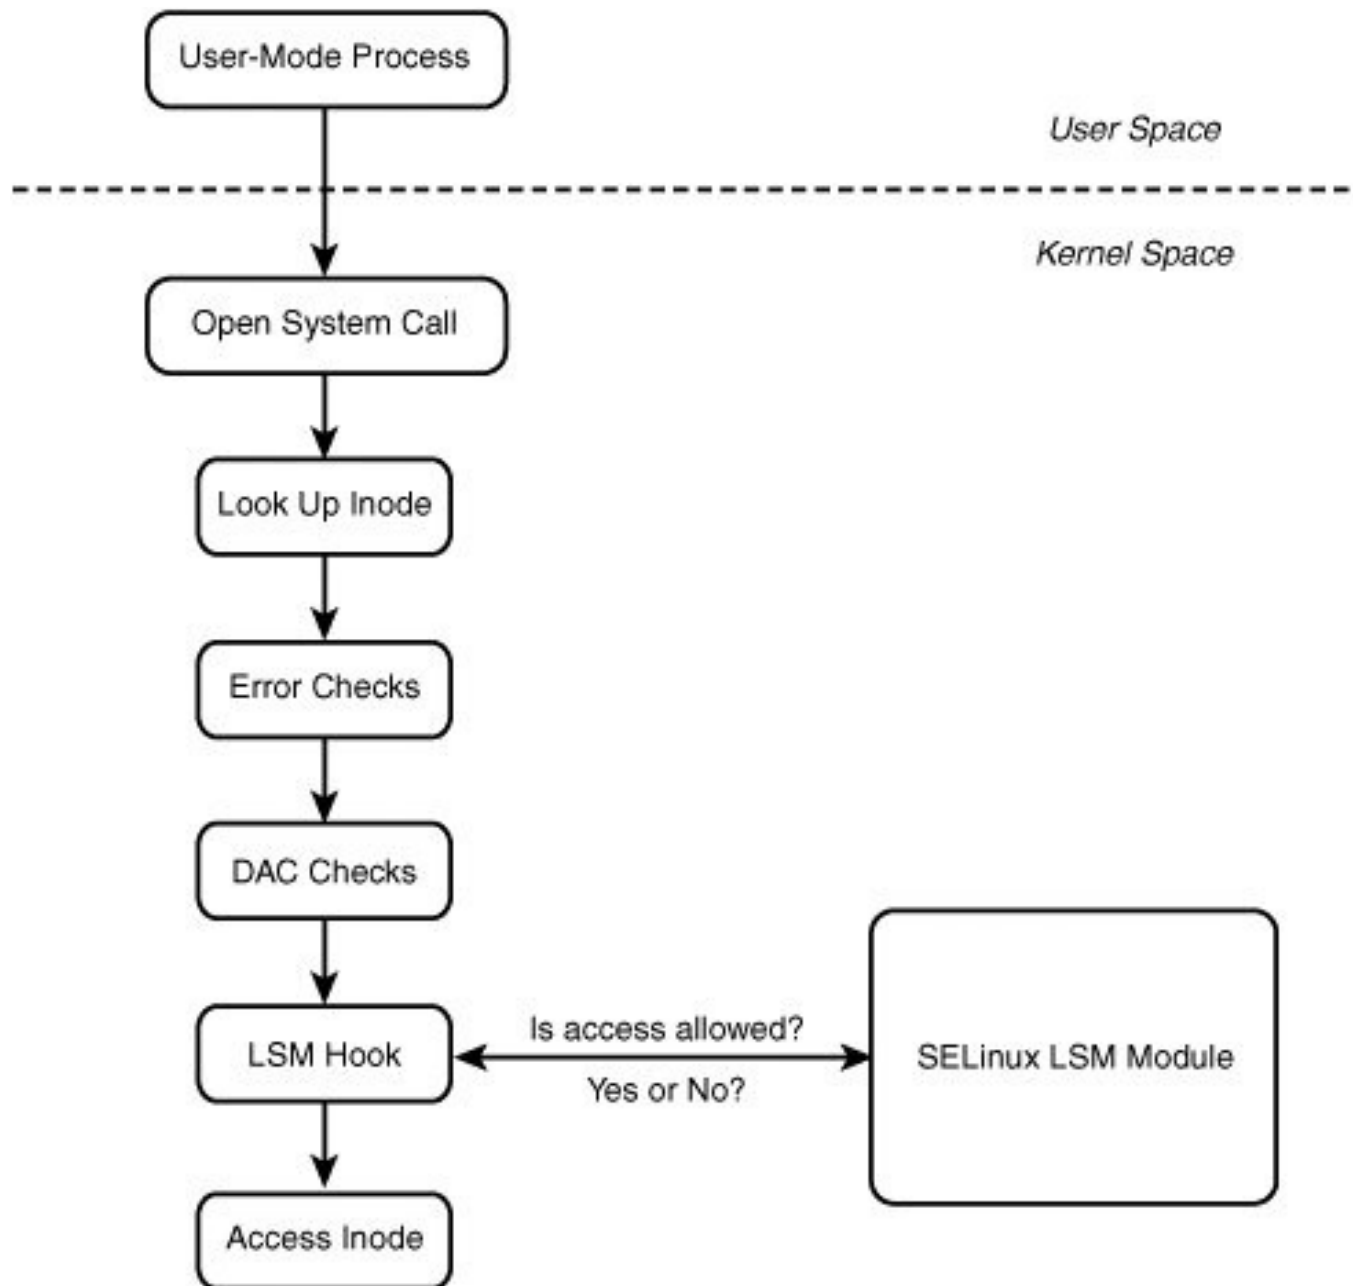 User-Mode Process
User Space
Kernel Space
Open System Call
Look Up Inode
Error Checks
DAC Checks
LSM Hook
Is access allowed?
Yes or No?
SELinux LSM Module
Access Inode